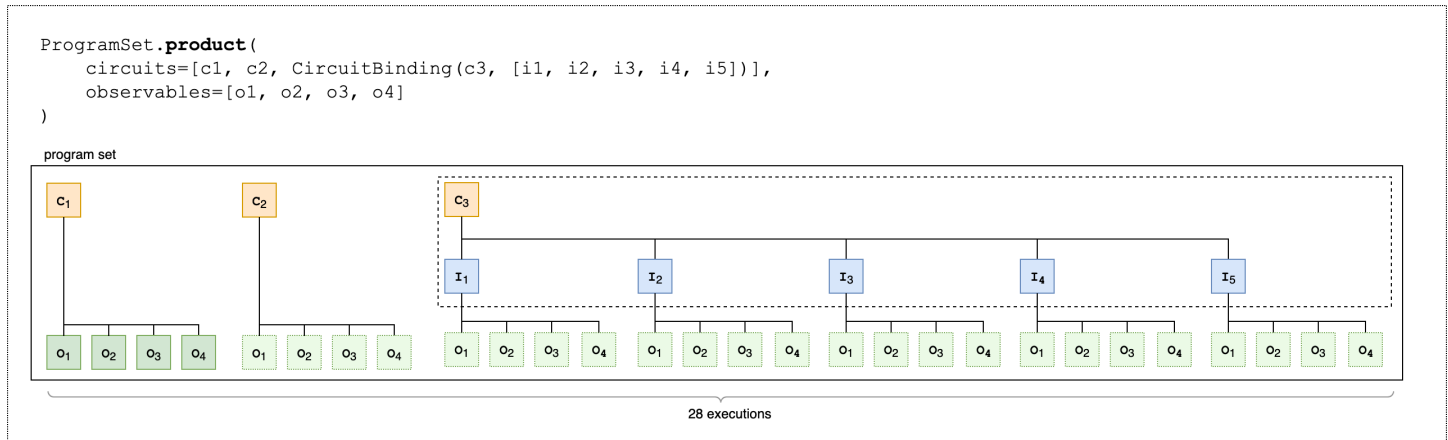 ProgramSet.product(
    circuits=[c1, c2, CircuitBinding(c3, [i1, i2, i3, i4, i5])],
    observables=[o1, o2, o3, o4]
)
program set
C₁ C₂ C₃
I₁ I₂ I₃ I₄ I₅
O₁ O₂ O₃ O₄ O₁ O₂ O₃ O₄ O₁ O₂ O₃ O₄ O₁ O₂ O₃ O₄ O₁ O₂ O₃ O₄ O₁ O₂ O₃ O₄ O₁ O₂ O₃ O₄
28 executions